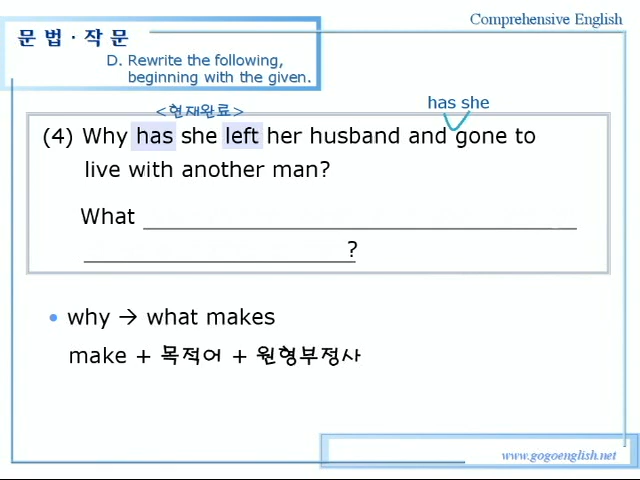 Comprehensive English
문 법 · 작 문
D. Rewrite the following,
beginning with the given.
<현재완료>
has she
(4) Why has she left her husband and gone to
live with another man?
What ____________________
____________________ ?
• why → what makes
make + 목적어 + 원형부정사
www.gogoenglish.net